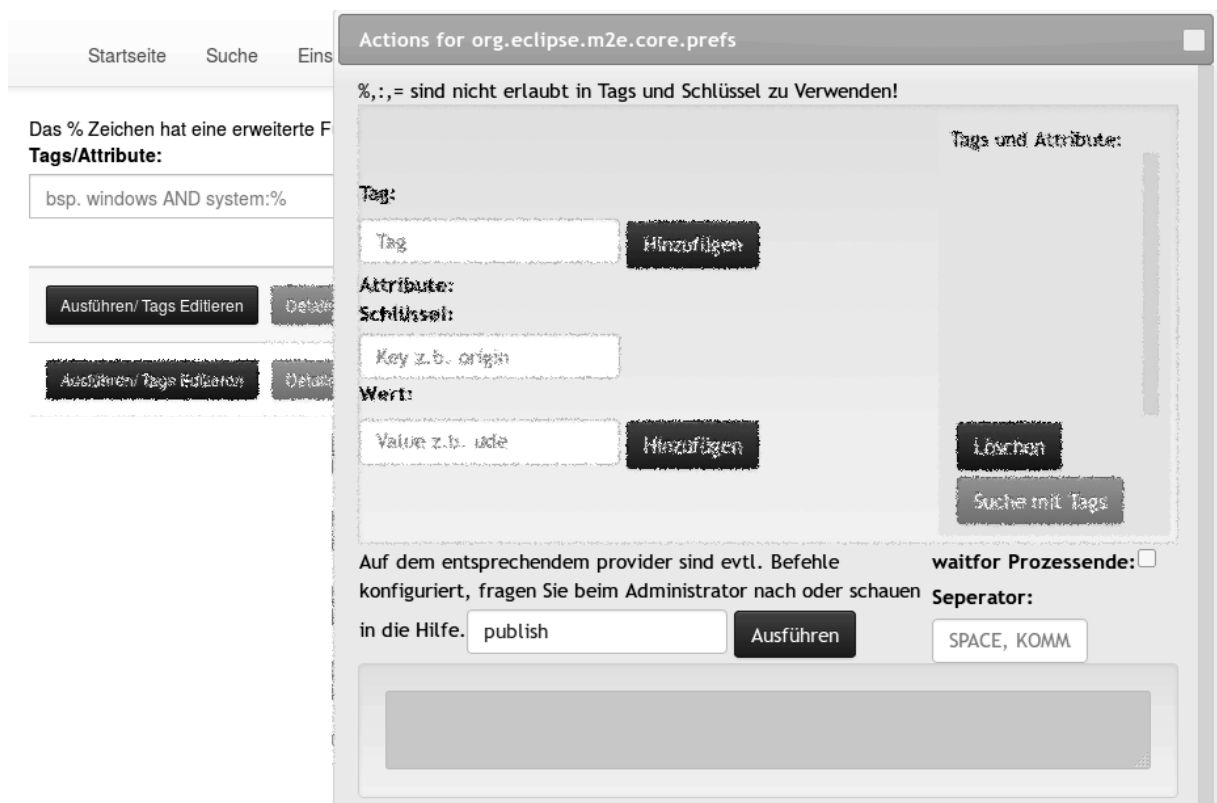 Startseite Suche Eins
Das % Zeichen hat eine erweiterte F
Tags/Attribute:
bsp. windows AND system:%
Ausführen/ Tags Editieren Details
Ausführen/ Tags Editieren Details
Actions for org.eclipse.m2e.core.prefs
%,:,= sind nicht erlaubt in Tags und Schlüssel zu Verwenden!
Tags und Attribute:
Tag:
Tag Hinzufügen
Attribute:
Schlüssel:
Key z.b. origin
Wert:
Value z.b. ude Hinzufügen
Löschen
Suche mit Tags
Auf dem entsprechendem provider sind evtl. Befehle
konfiguriert, fragen Sie beim Administrator nach oder schauen
in die Hilfe. publish Ausführen
waitfor Prozessende:
Seperator:
SPACE, KOMM